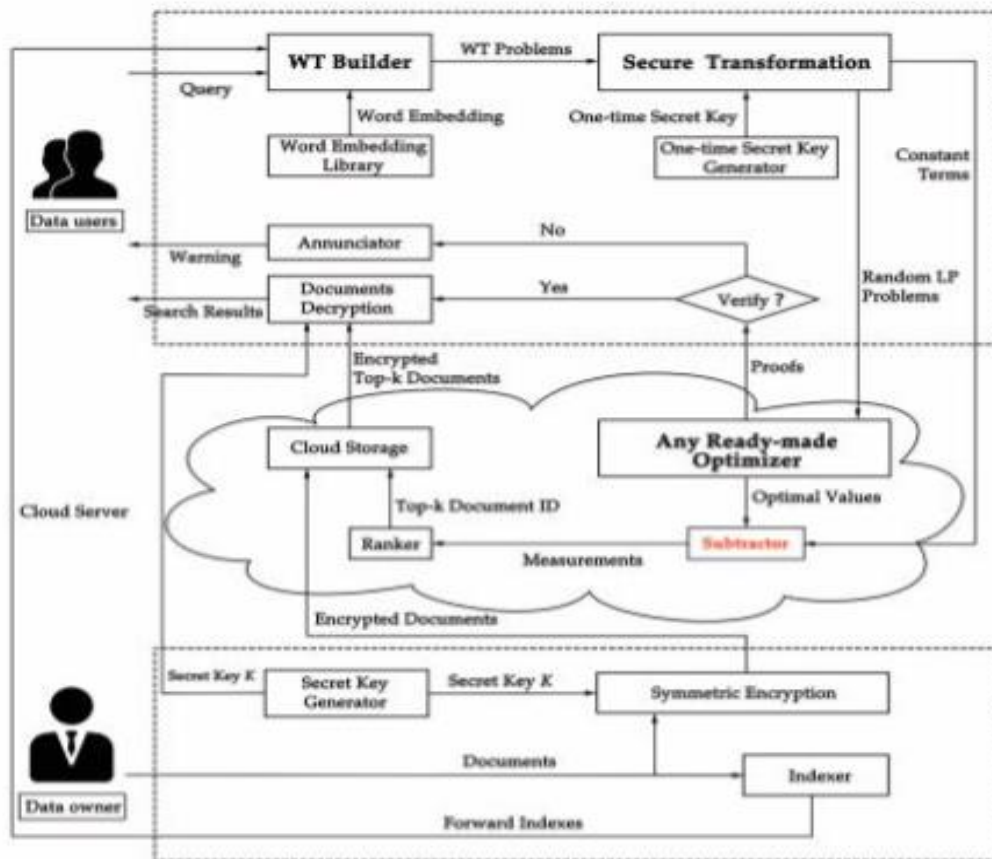 WT Builder
WT Problems
Secure Transformation
Query
Word Embedding
One-time Secret Key
Word Embedding
Library
One-time Secret Key
Generator
Constant
Terms
Data users
Annunciator
No
Warning
Documents
Decryption
Yes
Verify ?
Random LP
Problems
Search Results
Encrypted
Top-k Documents
Proofs
Cloud Storage
Any Ready-made
Optimizer
Top-k Document ID
Optimal Values
Cloud Server
Ranker
Measurements
Subtractor
Encrypted Documents
Secret Key K
Secret Key
Generator
Secret Key K
Symmetric Encryption
Documents
Indexer
Data owner
Forward Indexes